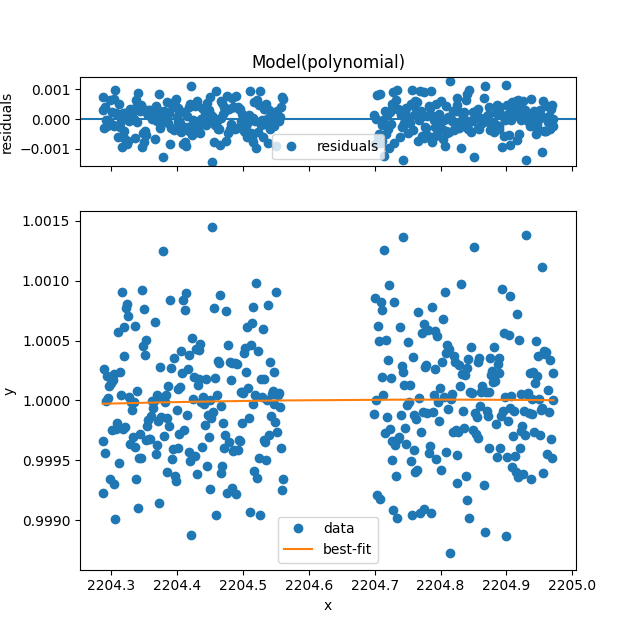 Model(polynomial)
residuals
0.001
0.000
−0.001
residuals
y
1.0015
1.0010
1.0005
1.0000
0.9995
0.9990
data
best-fit
2204.3 2204.4 2204.5 2204.6 2204.7 2204.8 2204.9 2205.0
x